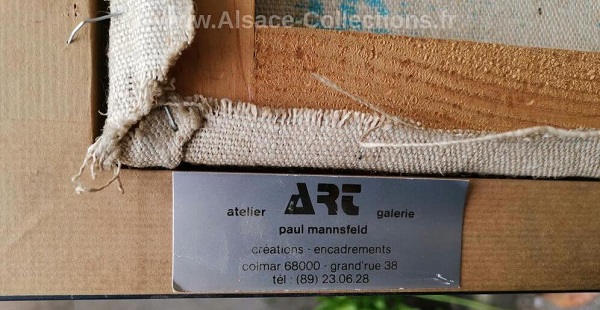 © www.Alsace-Collections.fr
atelier ART galerie
paul mannsfeld
créations - encadrements
colmar 68000 - grand'rue 38
tél : (89) 23.06.28